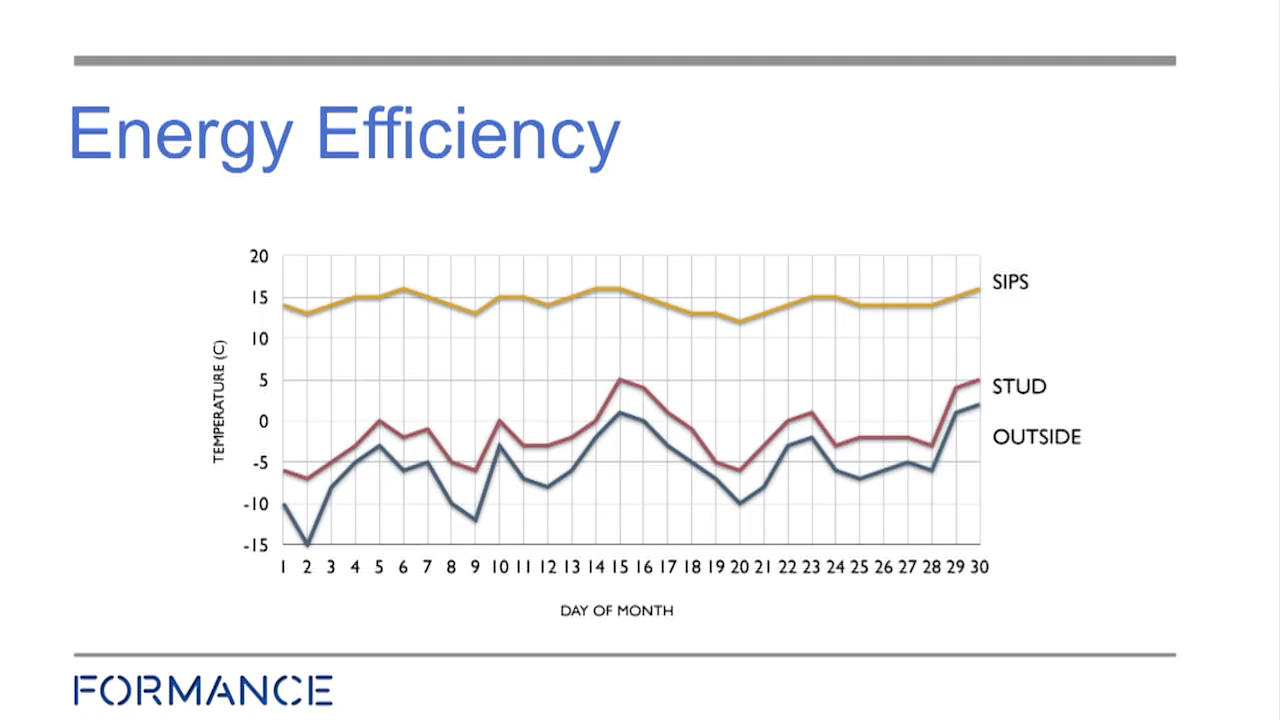 Energy Efficiency
20
15
10
5
0
-5
-10
-15
TEMPERATURE (C)
SIPS
STUD
OUTSIDE
1 2 3 4 5 6 7 8 9 10 11 12 13 14 15 16 17 18 19 20 21 22 23 24 25 26 27 28 29 30
DAY OF MONTH
FORMANCE